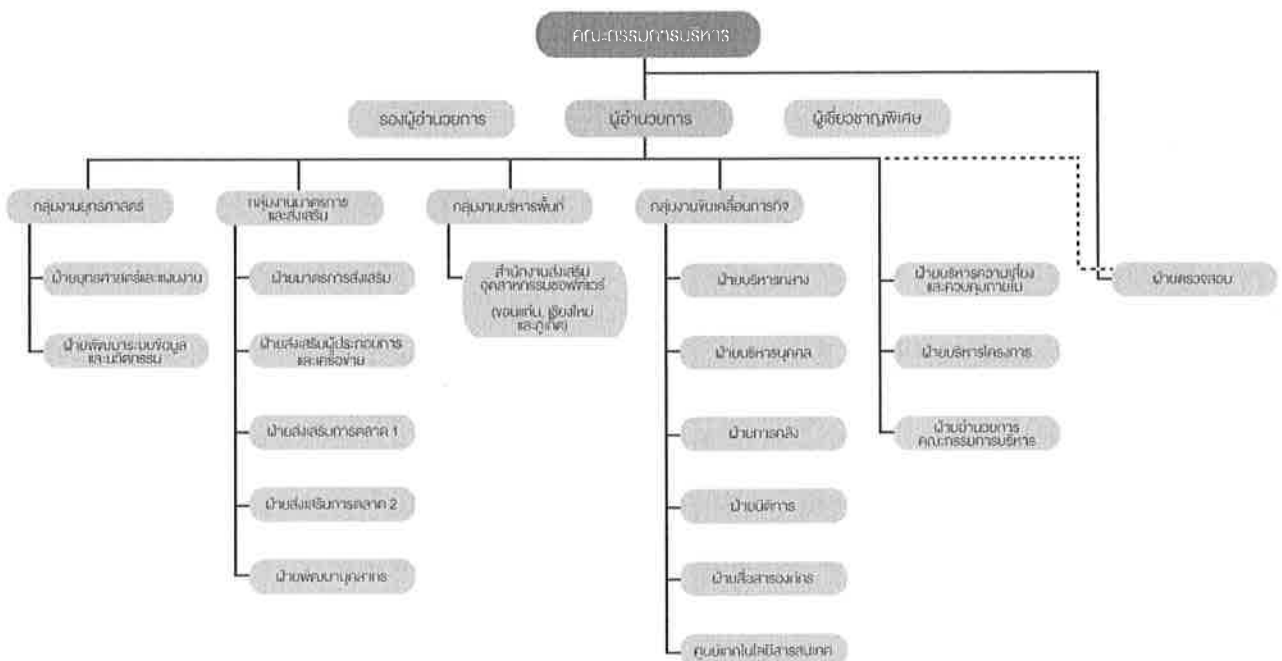 คณะกรรมการบริหาร
รองผู้อำนวยการ
ผู้อำนวยการ
ผู้เชี่ยวชาญพิเศษ
กลุ่มงานยุทธศาสตร์
ฝ่ายยุทธศาสตร์และแผนงาน
ฝ่ายพัฒนาระบบข้อมูล
และนวัตกรรม
กลุ่มงานมาตรการ
และส่งเสริม
ฝ่ายมาตรการส่งเสริม
ฝ่ายส่งเสริมผู้ประกอบการ
และเครือข่าย
ฝ่ายส่งเสริมการตลาด 1
ฝ่ายส่งเสริมการตลาด 2
ฝ่ายพัฒนาบุคลากร
กลุ่มงานบริหารพื้นที่
สำนักงานส่งเสริม
อุตสาหกรรมซอฟต์แวร์
(ขอนแก่น, เชียงใหม่
และภูเก็ต)
กลุ่มงานขับเคลื่อนภารกิจ
ฝ่ายบริหารกลาง
ฝ่ายบริหารบุคคล
ฝ่ายการคลัง
ฝ่ายนิติการ
ฝ่ายสื่อสารองค์กร
ศูนย์เทคโนโลยีสารสนเทศ
ฝ่ายบริหารความเสี่ยง
และควบคุมภายใน
ฝ่ายบริหารโครงการ
ฝ่ายอำนวยการ
คณะกรรมการบริหาร
ฝ่ายตรวจสอบ